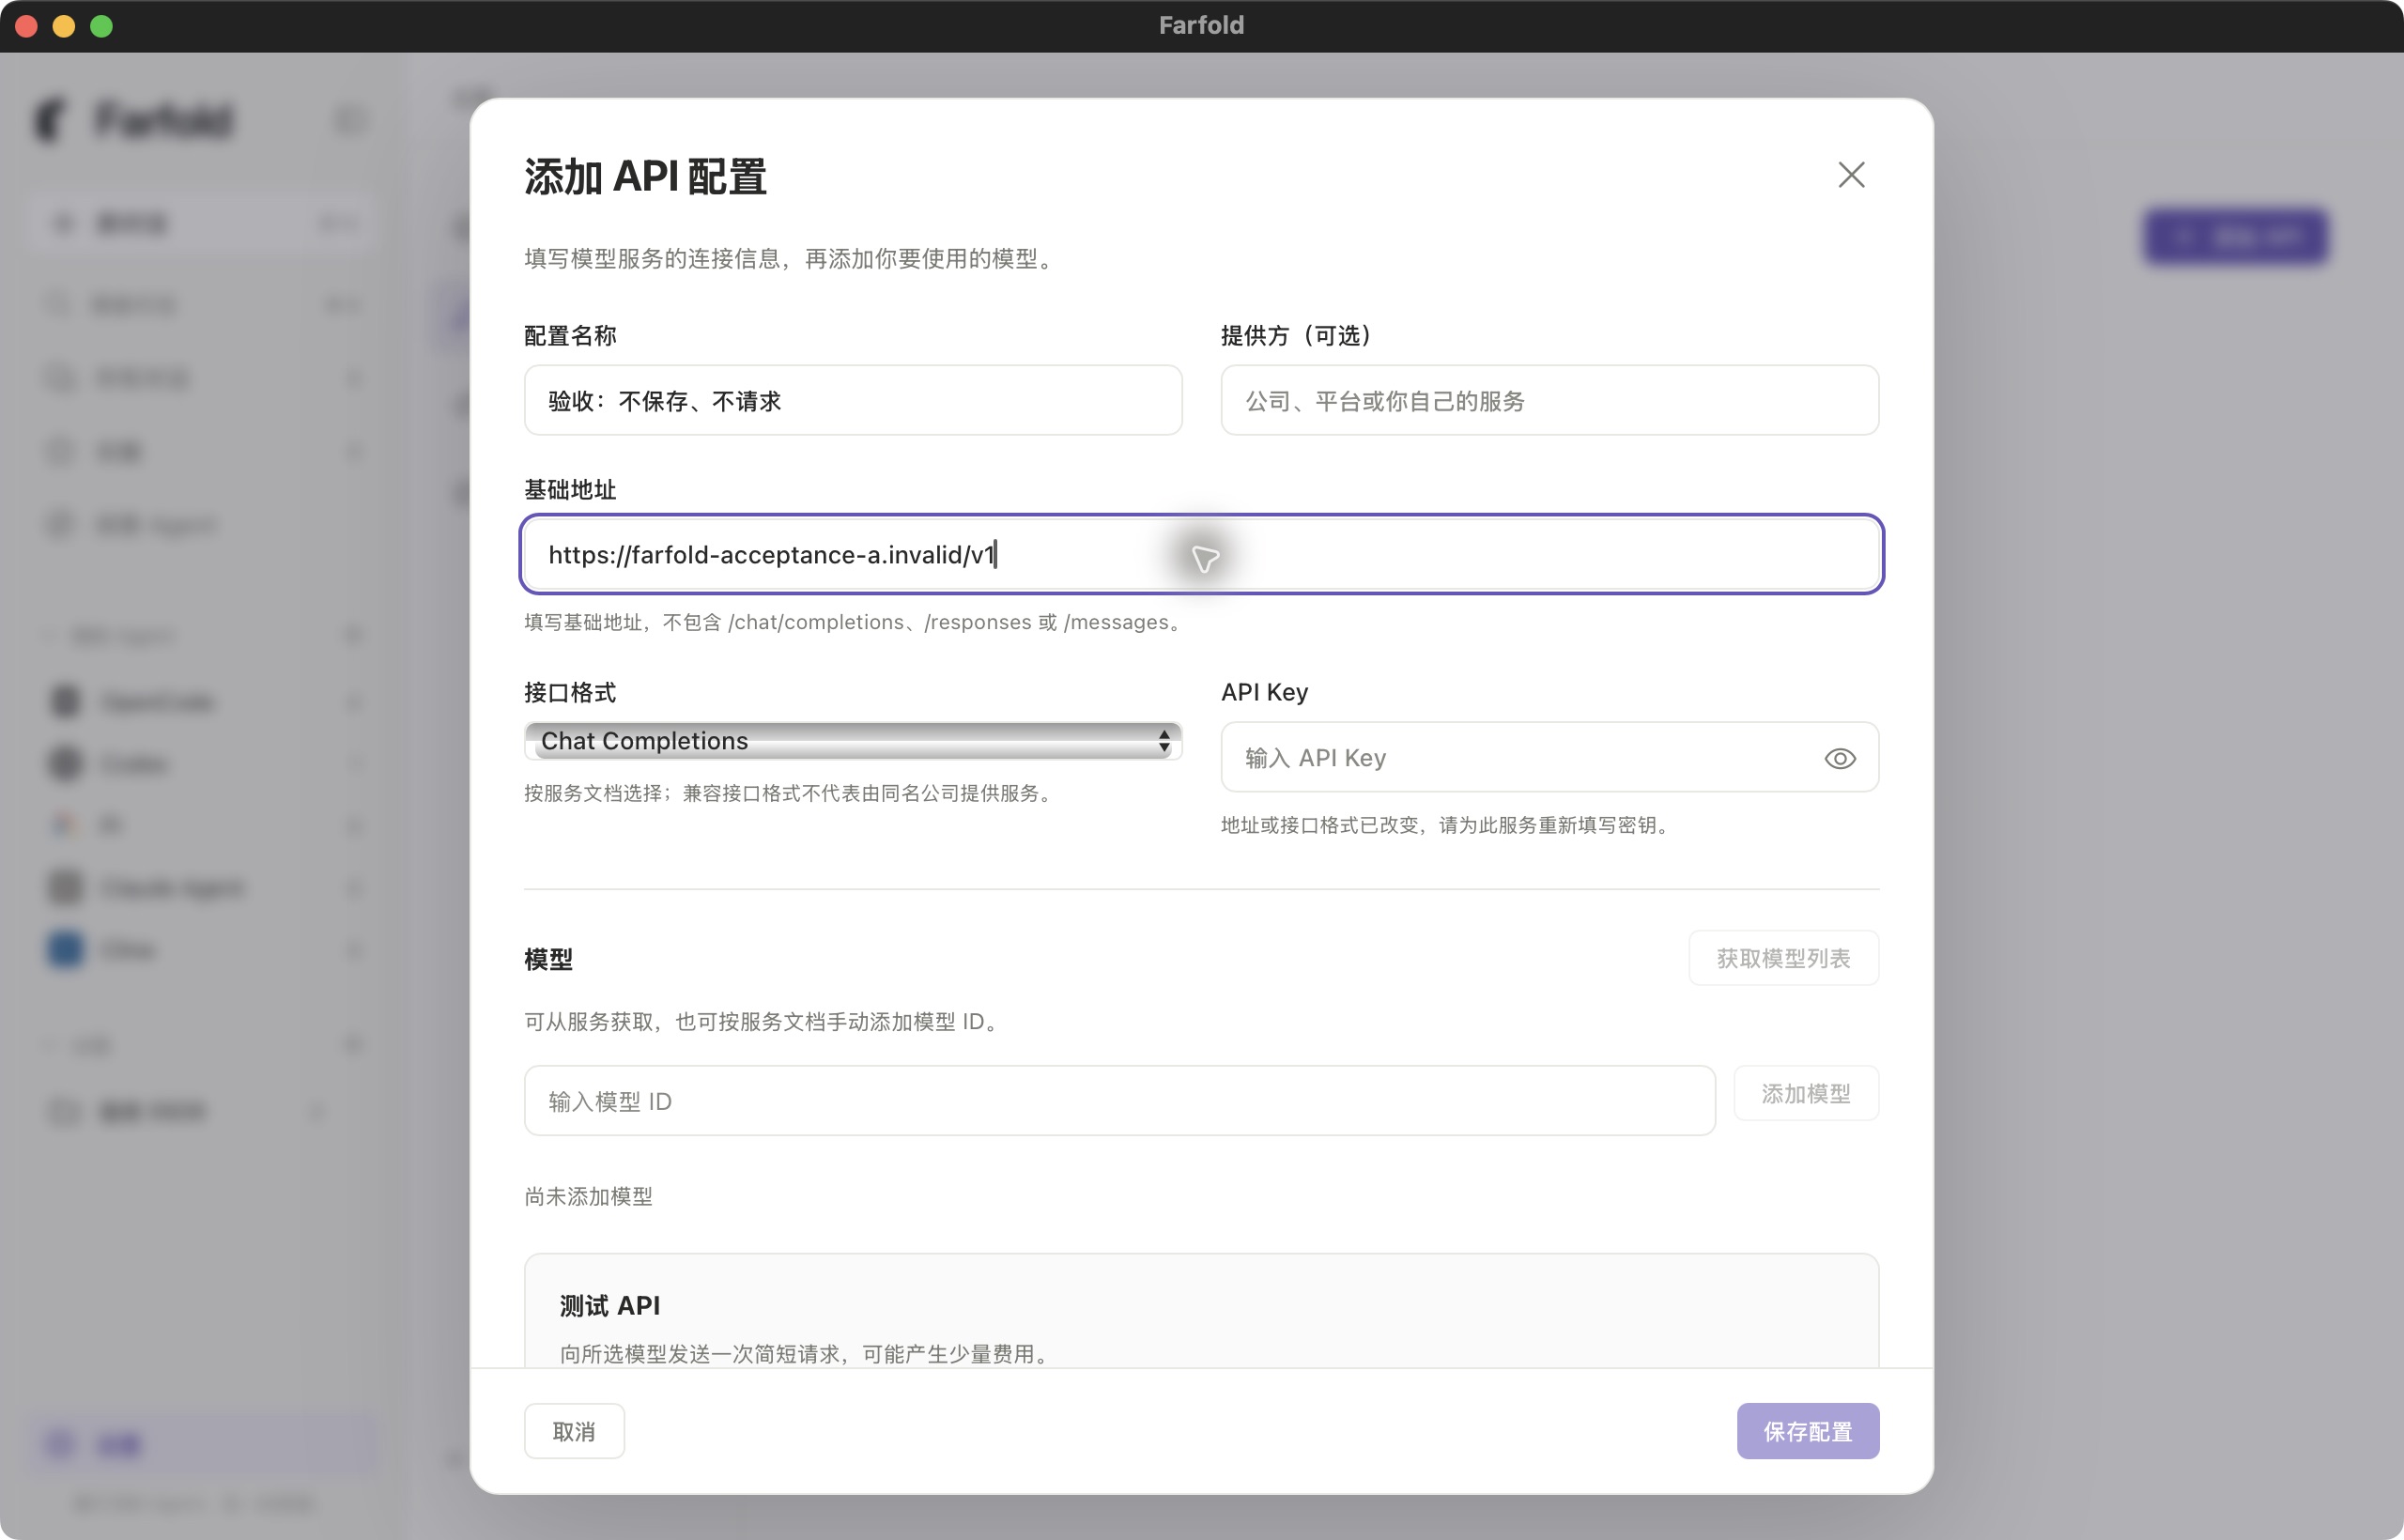 Farfold
Farfold
添加 API 配置
填写模型服务的连接信息，再添加你要使用的模型。
配置名称
提供方（可选）
验收：不保存、不请求
公司、平台或你自己的服务
基础地址
https://farfold-acceptance-a.invalid/v1
填写基础地址，不包含 /chat/completions、/responses 或 /messages。
接口格式
API Key
Chat Completions
输入 API Key
按服务文档选择；兼容接口格式不代表由同名公司提供服务。
地址或接口格式已改变，请为此服务重新填写密钥。
模型
获取模型列表
可从服务获取，也可按服务文档手动添加模型 ID。
输入模型 ID
添加模型
尚未添加模型
测试 API
向所选模型发送一次简短请求，可能产生少量费用。
取消
保存配置
OpenCode
Codex
Claude Agent
Cline